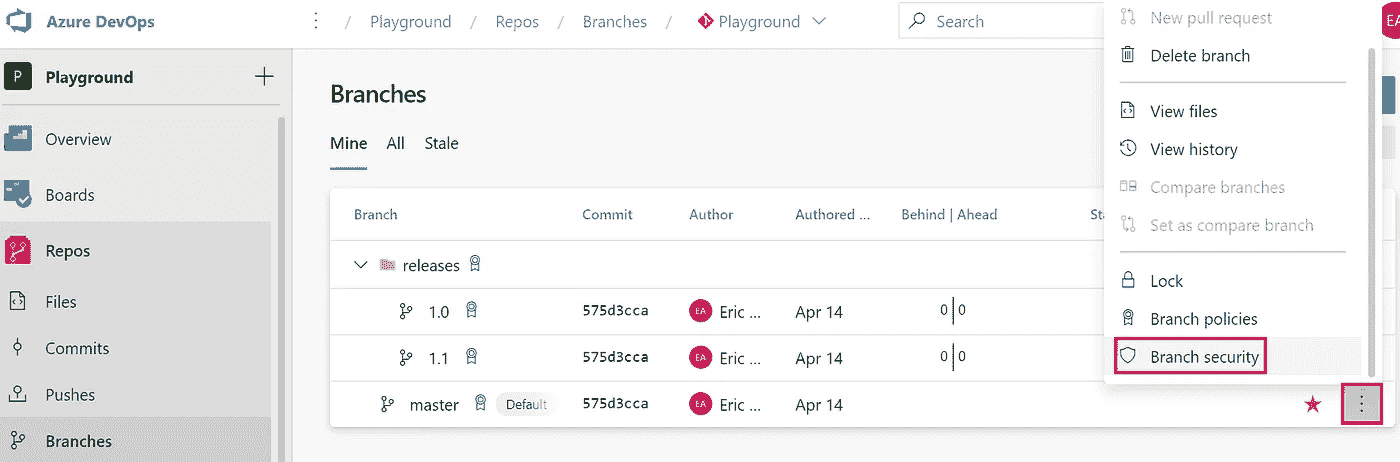 Azure DevOps
/ Playground / Repos / Branches / Playground
Search
EA
P Playground
Overview
Boards
Repos
Files
Commits
Pushes
Branches
Branches
Mine All Stale
Branch Commit Author Authored ... Behind | Ahead
releases
1.0 575d3cca EA Eric ... Apr 14 0 0
1.1 575d3cca EA Eric ... Apr 14 0 0
master Default 575d3cca EA Eric ... Apr 14
New pull request
Delete branch
View files
View history
Compare branches
Set as compare branch
Lock
Branch policies
Branch security